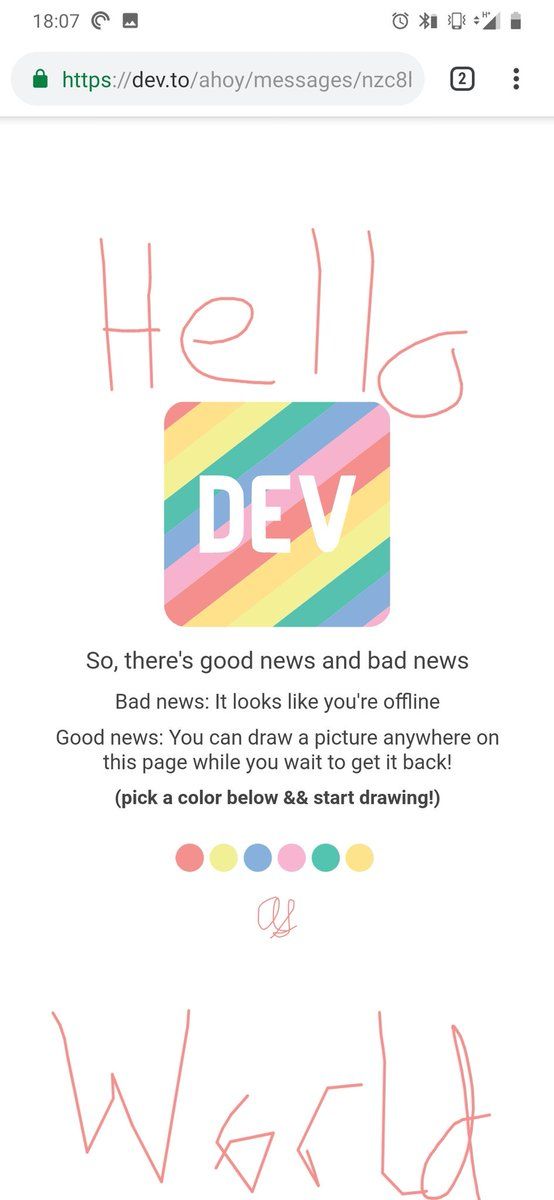 18:07
H+
https://dev.to/ahoy/messages/nzc8l
2
Hello
DEV
So, there's good news and bad news
Bad news: It looks like you're offline
Good news: You can draw a picture anywhere on
this page while you wait to get it back!
(pick a color below && start drawing!)
World